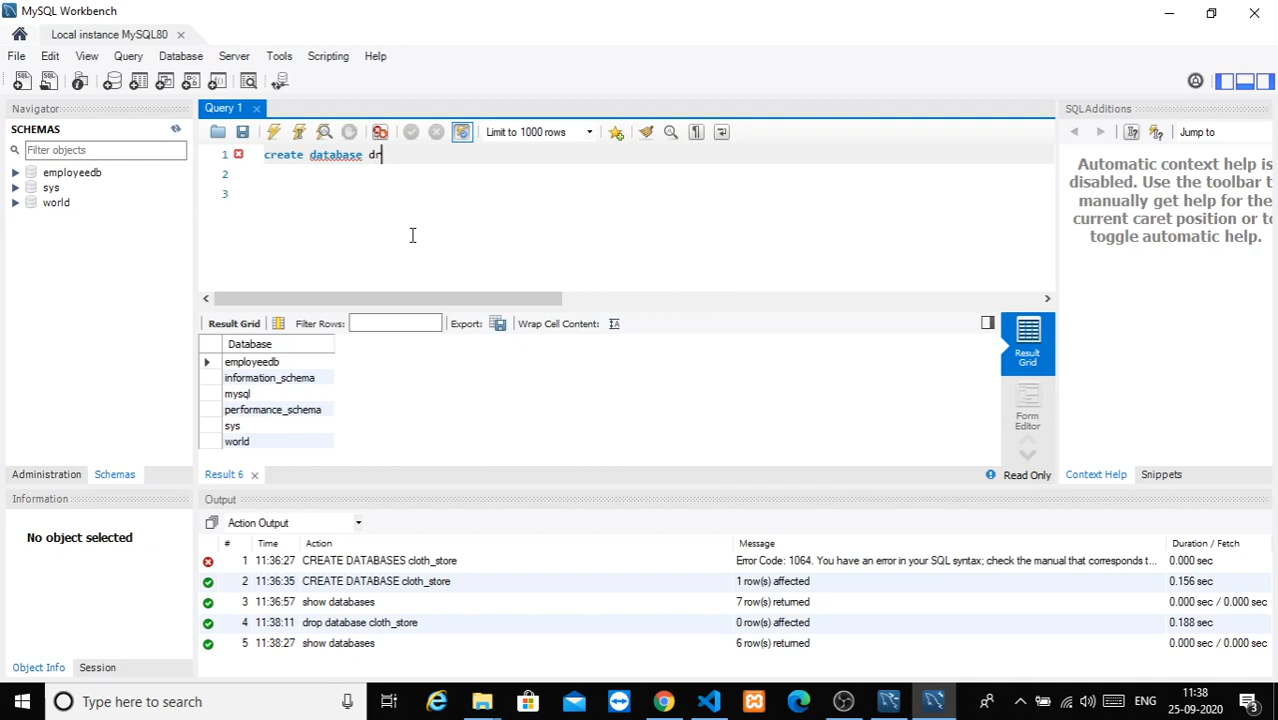 MySQL Workbench
Local instance MySQL80
File Edit View Query Database Server Tools Scripting Help
Navigator
SCHEMAS
Filter objects
employeedb
sys
world
Administration Schemas
Information
No object selected
Object Info Session
Query 1
Limit to 1000 rows
1 create database dr
2
3
Result Grid Filter Rows: Export: Wrap Cell Content:
Database
employeedb
information_schema
mysql
performance_schema
sys
world
Result Grid
Form Editor
Result 6 Read Only
SQLAdditions
Jump to
Automatic context help is
disabled. Use the toolbar t
manually get help for the
current caret position or to
toggle automatic help.
Context Help Snippets
Output
Action Output
# Time Action Message Duration / Fetch
1 11:36:27 CREATE DATABASES cloth_store Error Code: 1064. You have an error in your SQL syntax; check the manual that corresponds t... 0.000 sec
2 11:36:35 CREATE DATABASE cloth_store 1 row(s) affected 0.156 sec
3 11:36:57 show databases 7 row(s) returned 0.000 sec / 0.000 sec
4 11:38:11 drop database cloth_store 0 row(s) affected 0.188 sec
5 11:38:27 show databases 6 row(s) returned 0.000 sec / 0.000 sec
Type here to search
ENG
11:38
25-09-2020
3